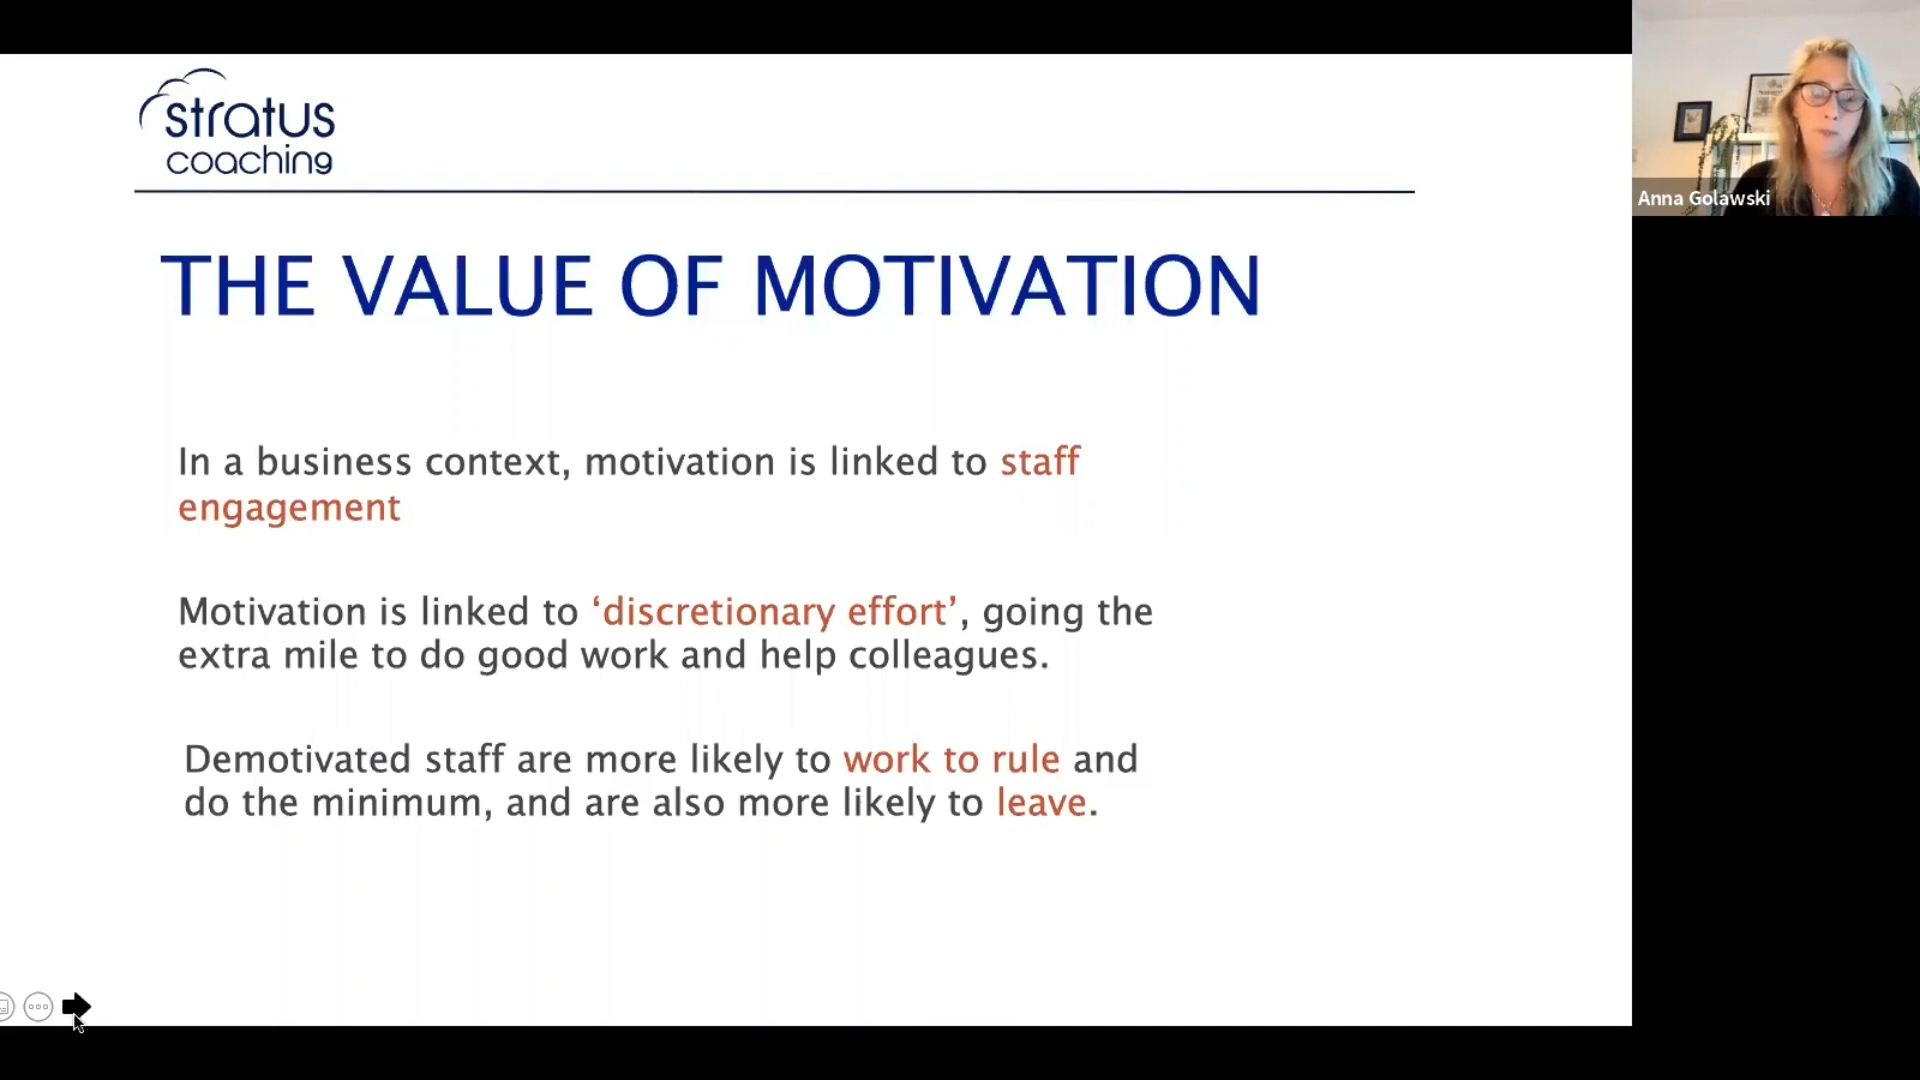 stratus
coaching
Anna Golawski
THE VALUE OF MOTIVATION
In a business context, motivation is linked to staff
engagement
Motivation is linked to ‘discretionary effort’, going the
extra mile to do good work and help colleagues.
Demotivated staff are more likely to work to rule and
do the minimum, and are also more likely to leave.